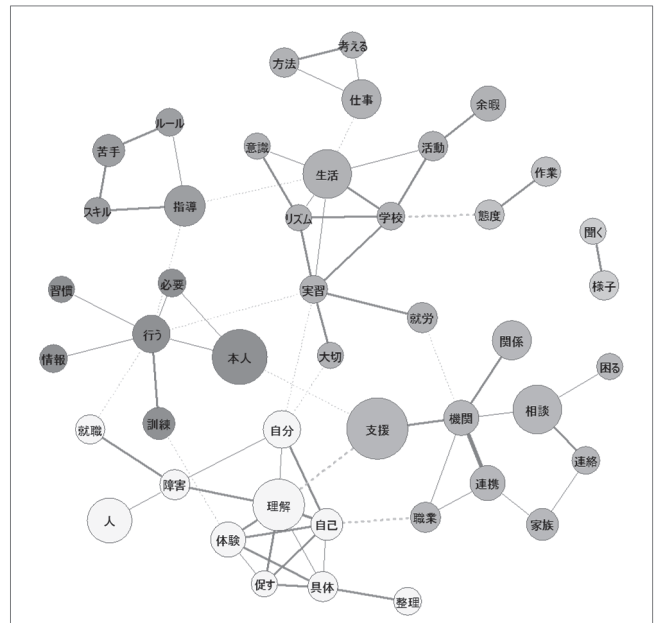 考える
方法
仕事
余暇
ルール
意識
活動
苦手
生活
作業
スキル
指導
リズム
学校
態度
聞く
必要
実習
様子
習慣
就労
行う
関係
本人
大切
情報
困る
相談
機関
訓練
就職
自分
支援
連絡
障害
連携
理解
人
自己
職業
家族
体験
促す
具体
整理